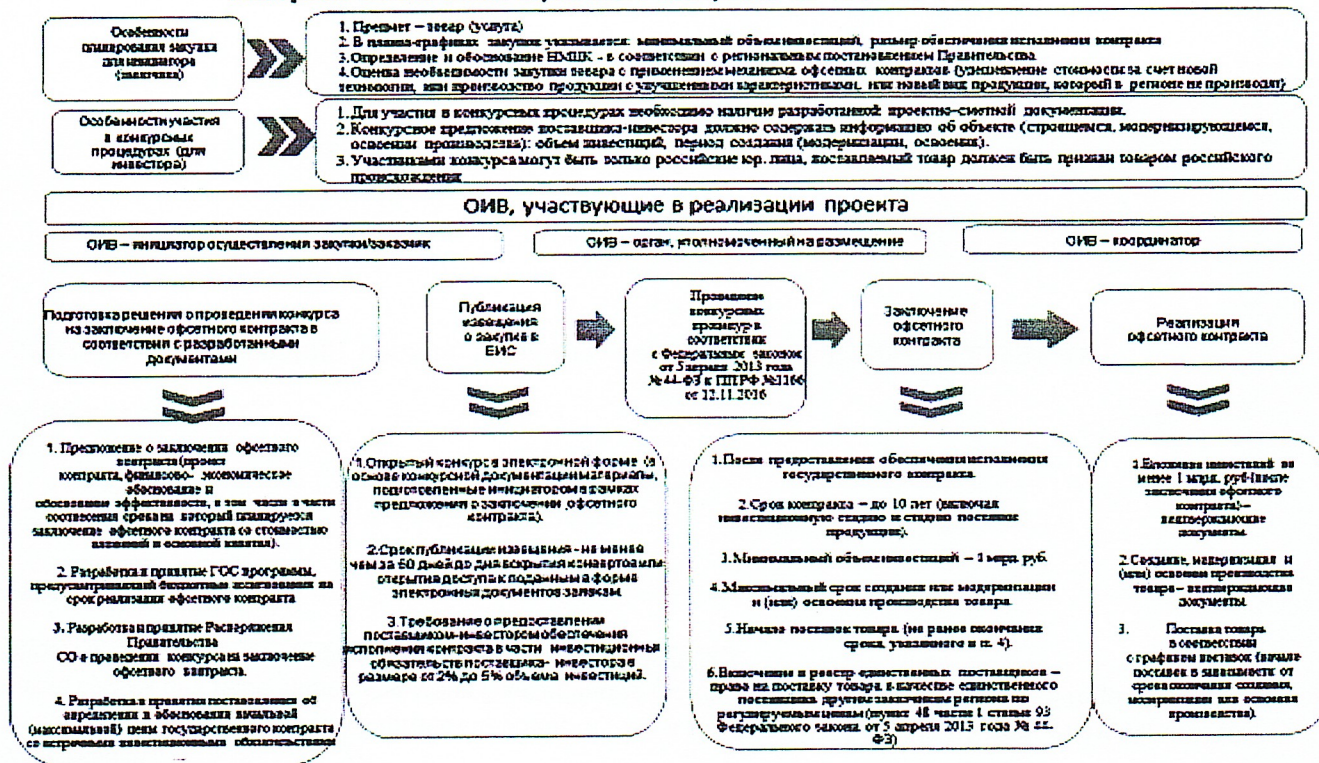 Особенности
планирования закупки
для инициатора
(заказчика)
1. Предмет – товар (услуга)
2. В планах-графиках закупок указывается: минимальный объем инвестиций, размер обеспечения исполнения контракта
3. Определение и обоснование НМЦК - в соответствии с региональным постановлением Правительства
4. Оценка необходимости закупки товара с применением механизма офсетных контрактов (удешевление стоимости за счет новой
технологии, или производство продукции с улучшенными характеристиками, или новый вид продукции, который в регионе не производят)
Особенности участия
в конкурсных
процедурах (для
инвестора)
1. Для участия в конкурсных процедурах необходимо наличие разработанной проектно-сметной документации.
2. Конкурсное предложение поставщика-инвестора должно содержать информацию об объекте (строящемся, модернизирующемся,
освоении производства): объем инвестиций, период создания (модернизации, освоения).
3. Участниками конкурса могут быть только российские юр. лица, поставляемый товар должен быть признан товаром российского
происхождения
ОИВ, участвующие в реализации проекта
ОИВ – инициатор осуществления закупки/заказчик
ОИВ – орган, уполномоченный на размещение
ОИВ – координатор
Подготовка решения о проведении конкурса
на заключение офсетного контракта в
соответствии с разработанными
документами
Публикация
извещения
о закупке в
ЕИС
Проведение
конкурсных
процедур в
соответствии
с Федеральным законом
от 5 апреля 2013 года
№ 44-ФЗ и ППРФ №1166
от 12.11.2016
Заключение
офсетного
контракта
Реализация
офсетного контракта
1. Предложение о заключении офсетного
контракта (проект
контракта, финансово- экономическое
обоснование и
обоснование эффективности, в том числе в части
соотнесения срока на который планируется
заключение офсетного контракта со стоимостью
вложений и основной капитал).
2. Разработка и принятие ГОС программы,
предусматривающей бюджетные ассигнования на
срок реализации офсетного контракта
3. Разработка и принятие Распоряжения
Правительства
СО о проведении конкурса на заключение
офсетного контракта.
4. Разработка и принятия постановления об
определении и обосновании начальной
(максимальной) цены государственного контракта
со встречными инвестиционными обязательствами
1.Открытый конкурс в электронной форме (в
основе конкурсной документации материалы,
подготовленные инициатором в рамках
предложения о заключении офсетного
контракта).
2.Срок публикации извещения - не менее
чем за 60 дней до дня вскрытия конвертов или
открытия доступа к поданным в форме
электронных документов заявкам.
3.Требование о предоставлении
поставщиком-инвестором обеспечения
исполнения контракта в части инвестиционных
обязательств поставщика- инвестора в
размере от 2% до 5% объема инвестиций.
1.После предоставления обеспечения исполнения
государственного контракта.
2.Срок контракта – до 10 лет (включая
инвестиционную стадию и стадию поставки
продукции).
3.Минимальный объем инвестиций – 1 млрд. руб.
4.Максимальный срок создания или модернизации
и (или) освоения производства товара.
5.Начало поставок товара (не ранее окончания
срока, указанного в п. 4).
6.Включение в реестр единственных поставщиков –
право на поставку товара в качестве единственного
поставщика другим заказчикам региона по
регулируемым ценам (пункт 48 части 1 статьи 93
Федерального закона от 5 апреля 2013 года № 44-
ФЗ)
1.Вложения инвестиций не
менее 1 млрд. руб. (после
заключения офсетного
контракта)–
подтверждающие
документы.
2.Создание, модернизация и
(или) освоение производства
товара– подтверждающие
документы.
3. Поставка товара
в соответствии
с графиком поставок (начало
поставок в зависимости от
срока окончания создания,
модернизации или освоения
производства).